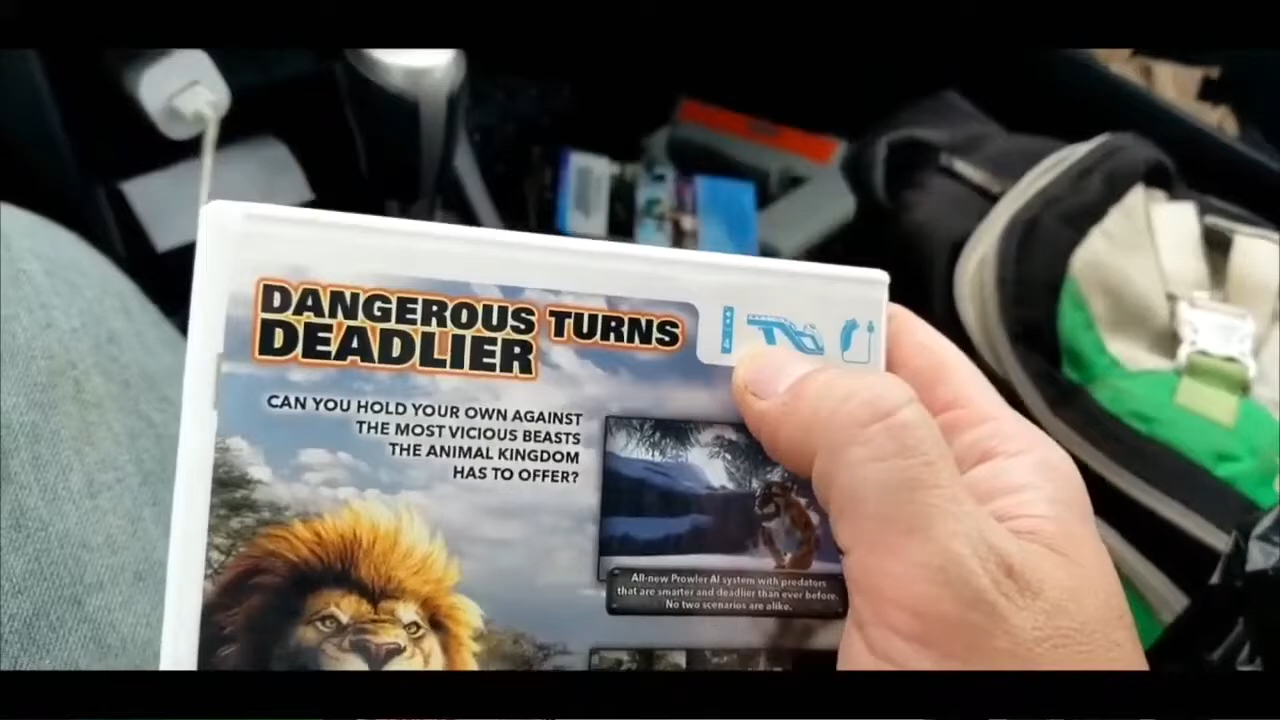 DANGEROUS TURNS
DEADLIER
CAN YOU HOLD YOUR OWN AGAINST
THE MOST VICIOUS BEASTS
THE ANIMAL KINGDOM
HAS TO OFFER?
All-new Prowler AI system with predators
that are smarter and deadlier than ever before.
No two scenarios are alike.